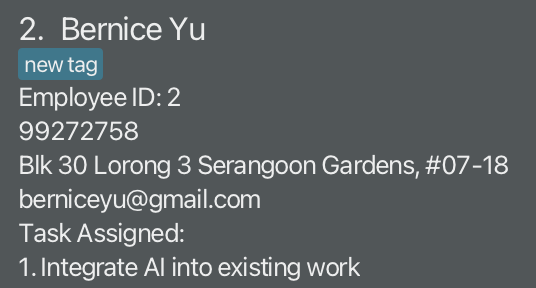 2. Bernice Yu
new tag
Employee ID: 2
99272758
Blk 30 Lorong 3 Serangoon Gardens, #07-18
berniceyu@gmail.com
Task Assigned:
1. Integrate AI into existing work